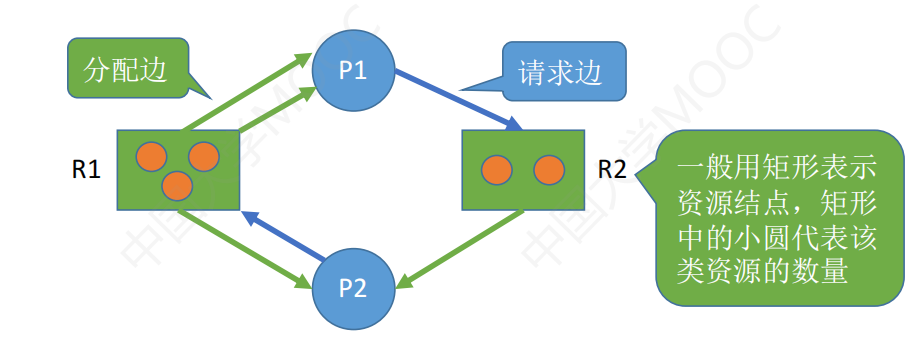 P1
分配边
请求边
R1
R2
一般用矩形表示
资源结点，矩形
中的小圆代表该
类资源的数量
P2
中国大学MOOC
中国大学MOOC